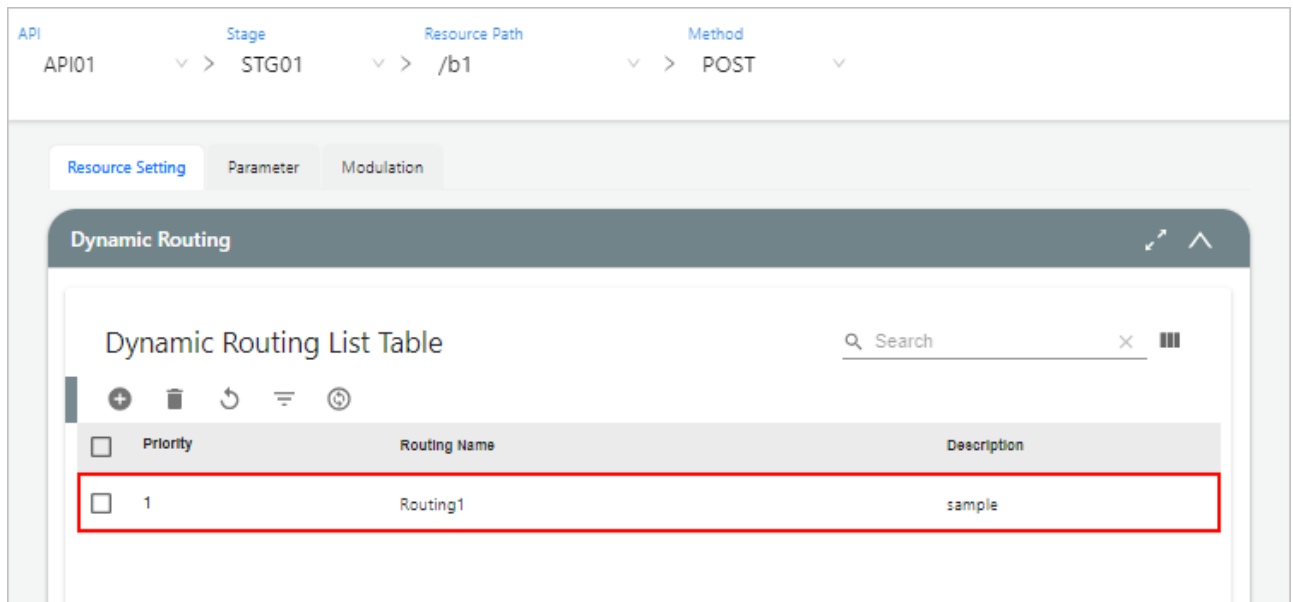 API Stage Resource Path Method
API01 > STG01 > /b1 > POST
Resource Setting Parameter Modulation
Dynamic Routing
Dynamic Routing List Table Search
Priority Routing Name Description
1 Routing1 sample